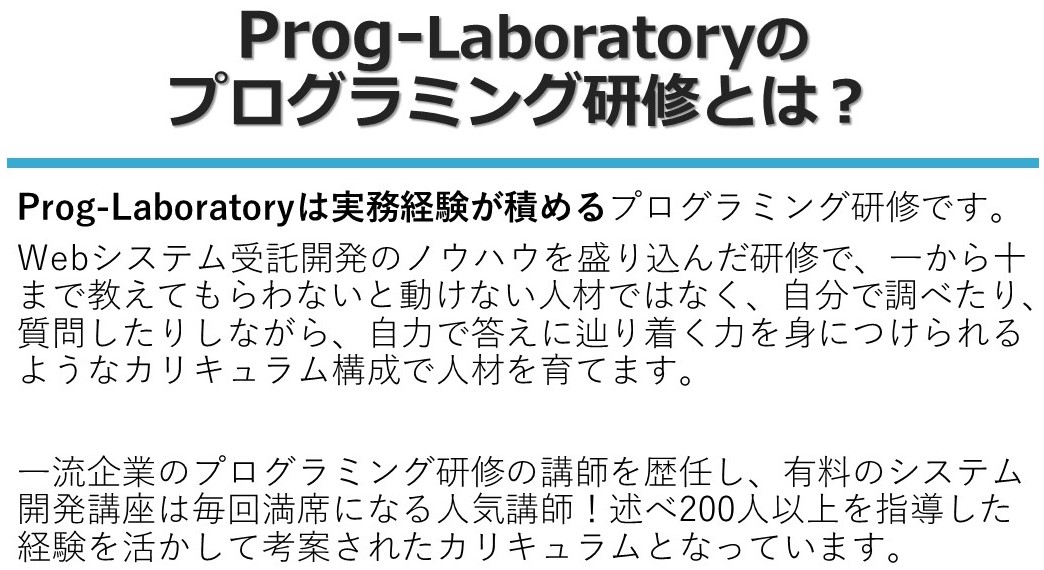 Prog-Laboratoryの
プログラミング研修とは？
Prog-Laboratoryは実務経験が積めるプログラミング研修です。
Webシステム受託開発のノウハウを盛り込んだ研修で、一から十
まで教えてもらわないと動けない人材ではなく、自分で調べたり、
質問したりしながら、自力で答えに辿り着く力を身につけられる
ようなカリキュラム構成で人材を育てます。
一流企業のプログラミング研修の講師を歴任し、有料のシステム
開発講座は毎回満席になる人気講師！述べ200人以上を指導した
経験を活かして考案されたカリキュラムとなっています。